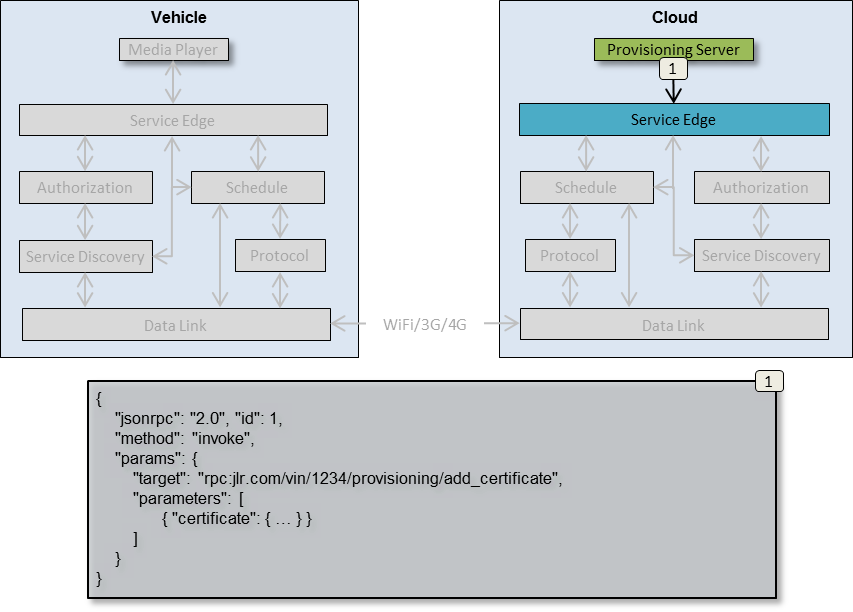 Vehicle
Cloud
Media Player
Provisioning Server
1
Service Edge
Service Edge
Authorization
Schedule
Schedule
Authorization
Service Discovery
Protocol
Protocol
Service Discovery
Data Link
WiFi/3G/4G
Data Link
1
{
"jsonrpc": "2.0", "id": 1,
"method": "invoke",
"params": {
"target": "rpc:jlr.com/vin/1234/provisioning/add_certificate",
"parameters": [
{ "certificate": { … } }
]
}
}